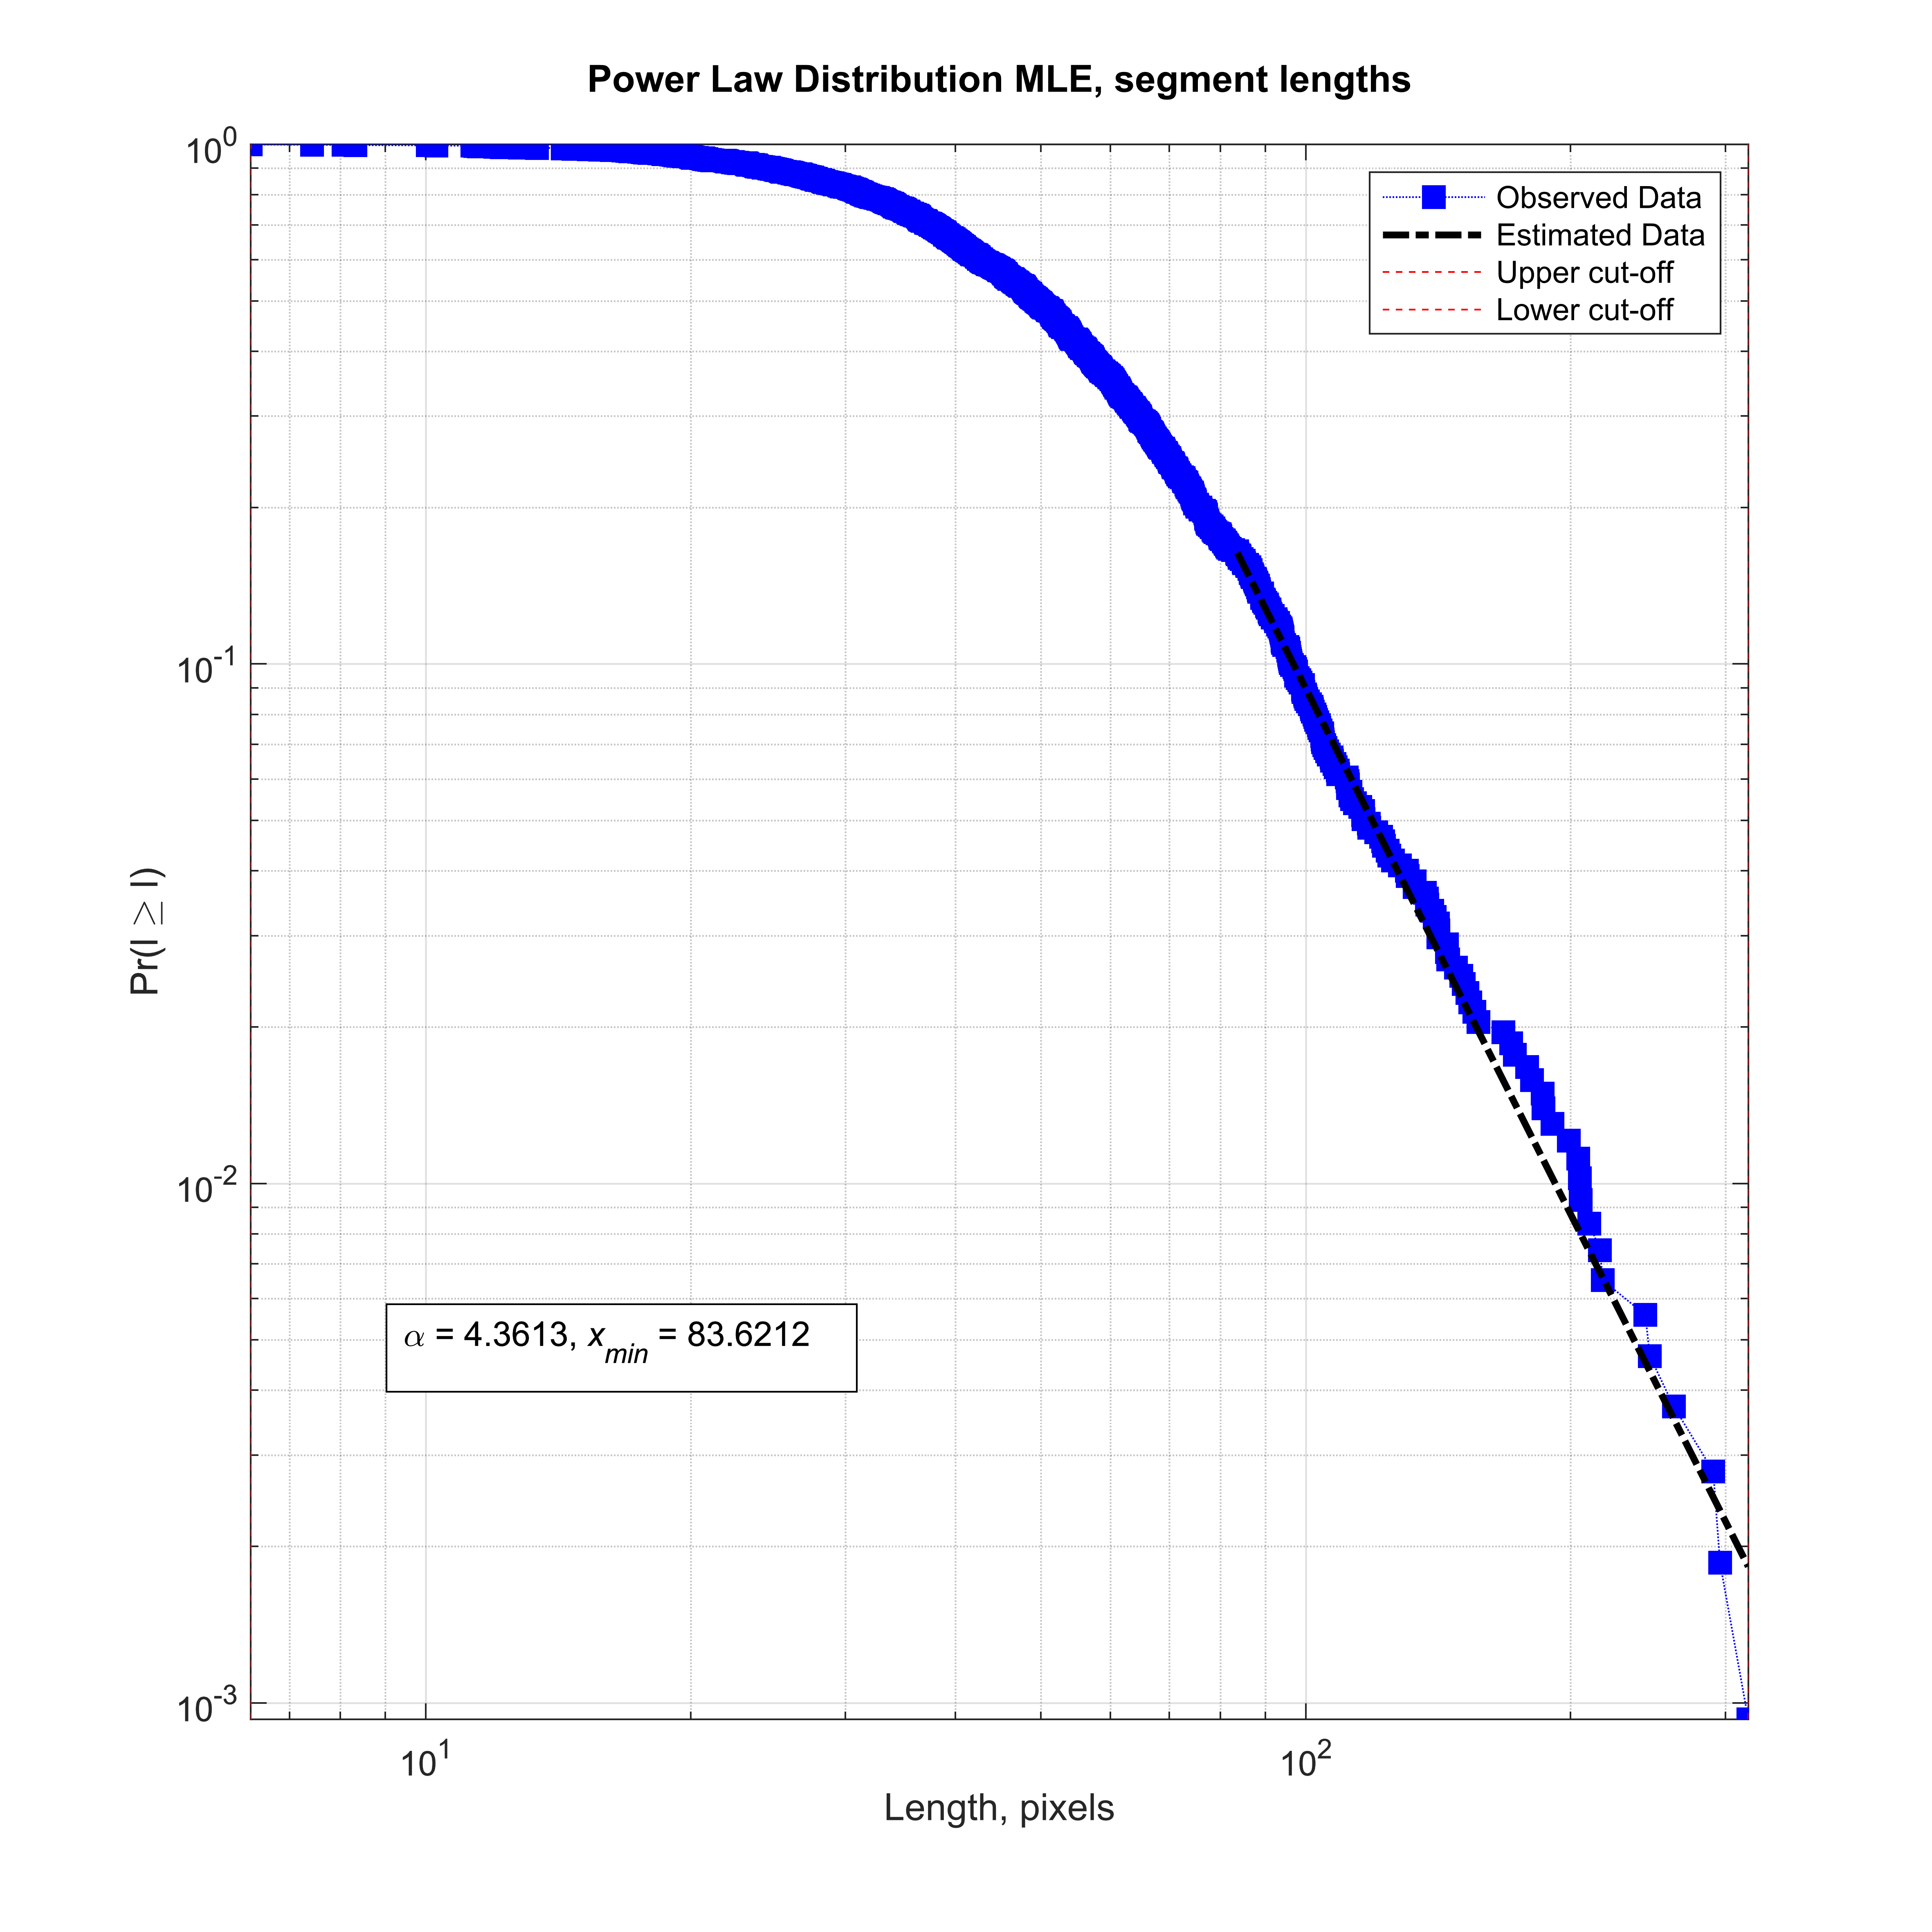 Power Law Distribution MLE, segment lengths
10^0
10^-1
10^-2
10^-3
Pr(l ≥ l)
Observed Data
Estimated Data
Upper cut-off
Lower cut-off
α = 4.3613, x_min = 83.6212
10^1
10^2
Length, pixels